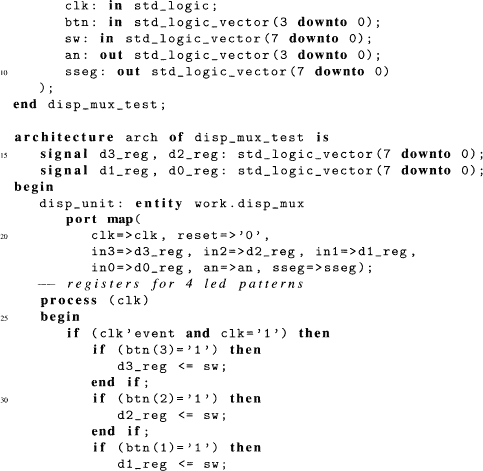 clk: in std_logic;
btn: in std_logic_vector(3 downto 0);
sw: in std_logic_vector(7 downto 0);
an: out std_logic_vector(3 downto 0);
10 sseg: out std_logic_vector(7 downto 0)
);
end disp_mux_test;
architecture arch of disp_mux_test is
15 signal d3_reg, d2_reg: std_logic_vector(7 downto 0);
signal d1_reg, d0_reg: std_logic_vector(7 downto 0);
begin
disp_unit: entity work.disp_mux
port map(
20 clk=>clk, reset=>'0',
in3=>d3_reg, in2=>d2_reg, in1=>d1_reg,
in0=>d0_reg, an=>an, sseg=>sseg);
-- registers for 4 led patterns
process (clk)
25 begin
if (clk'event and clk='1') then
if (btn(3)='1') then
d3_reg <= sw;
end if;
30 if (btn(2)='1') then
d2_reg <= sw;
end if;
if (btn(1)='1') then
d1_reg <= sw;